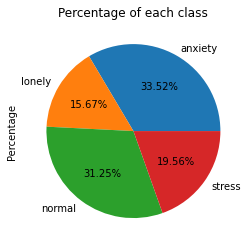 Percentage of each class
anxiety
lonely
33.52%
15.67%
Percentage
31.25%
19.56%
stress
normal